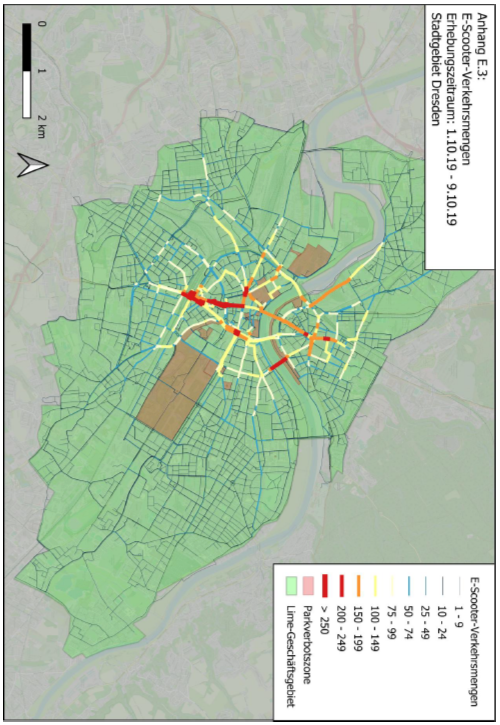 Anhang E.3:
E-Scooter-Verkehrsmengen
Erhebungszeitraum: 1.10.19 - 9.10.19
Stadtgebiet Dresden
E-Scooter-Verkehrsmengen
1 - 9
10 - 24
25 - 49
50 - 74
75 - 99
100 - 149
150 - 199
200 - 249
> 250
Parkverbotszone
Lime-Geschäftsgebiet
0 1 2 km